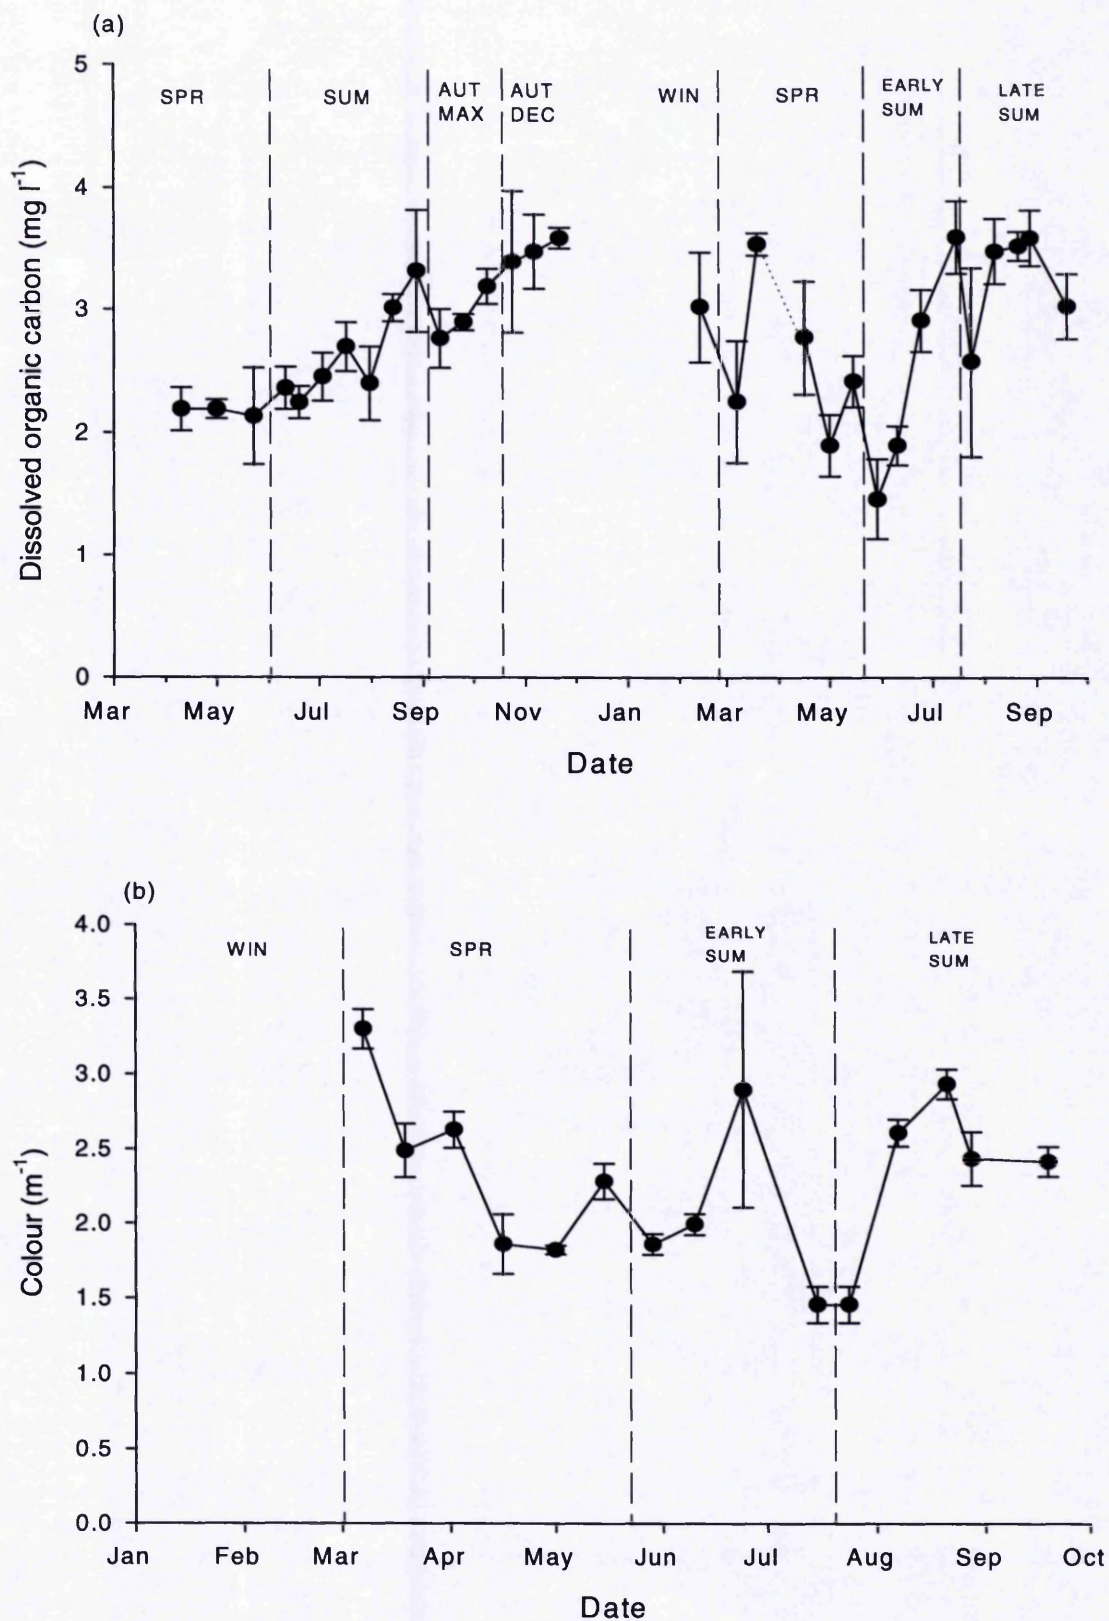 (a)
5
4
3
2
1
0
Dissolved organic carbon (mg l⁻¹)
SPR
SUM
AUT
MAX
AUT
DEC
WIN
SPR
EARLY
SUM
LATE
SUM
Mar May Jul Sep Nov Jan Mar May Jul Sep
Date
(b)
4.0
3.5
3.0
2.5
2.0
1.5
1.0
0.5
0.0
Colour (m⁻¹)
WIN
SPR
EARLY
SUM
LATE
SUM
Jan Feb Mar Apr May Jun Jul Aug Sep Oct
Date